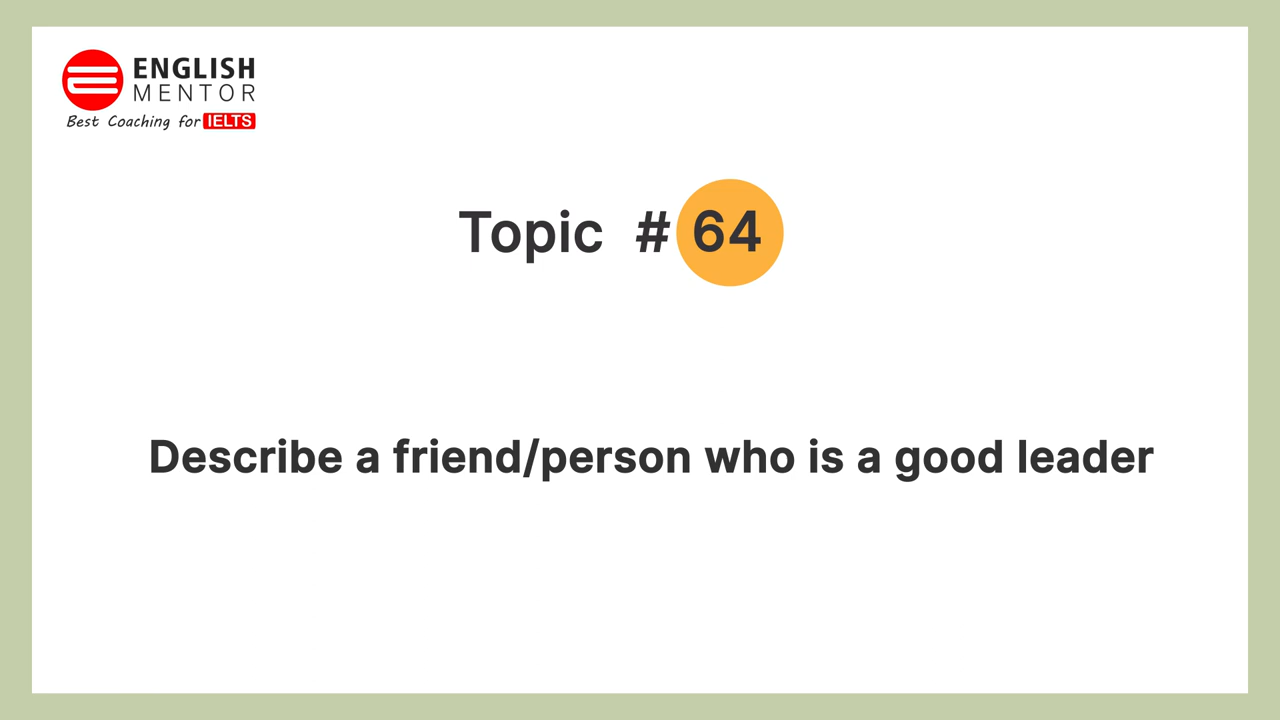 ENGLISH
MENTOR
Best Coaching for IELTS
Topic # 64
Describe a friend/person who is a good leader